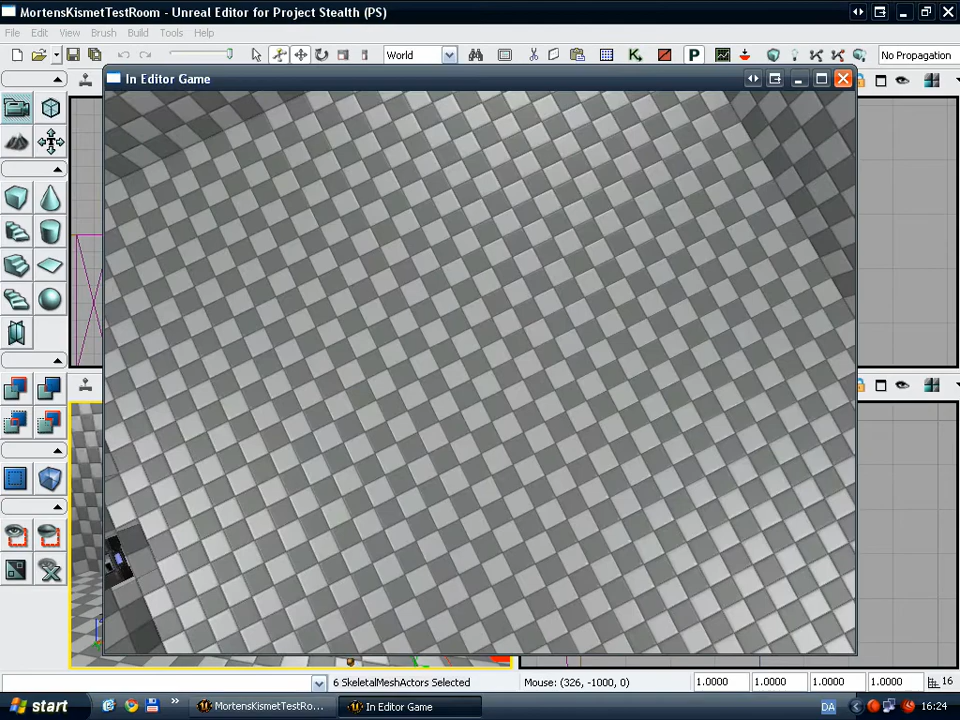 MortensKismetTestRoom - Unreal Editor for Project Stealth (PS)
File Edit View Brush Build Tools Help
World
K
P
No Propagation
In Editor Game
6 SkeletalMeshActors Selected
Mouse: (326, -1000, 0)
1.0000 1.0000 1.0000 1.0000
16
start
»
MortensKismetTestRo...
In Editor Game
DA
16:24